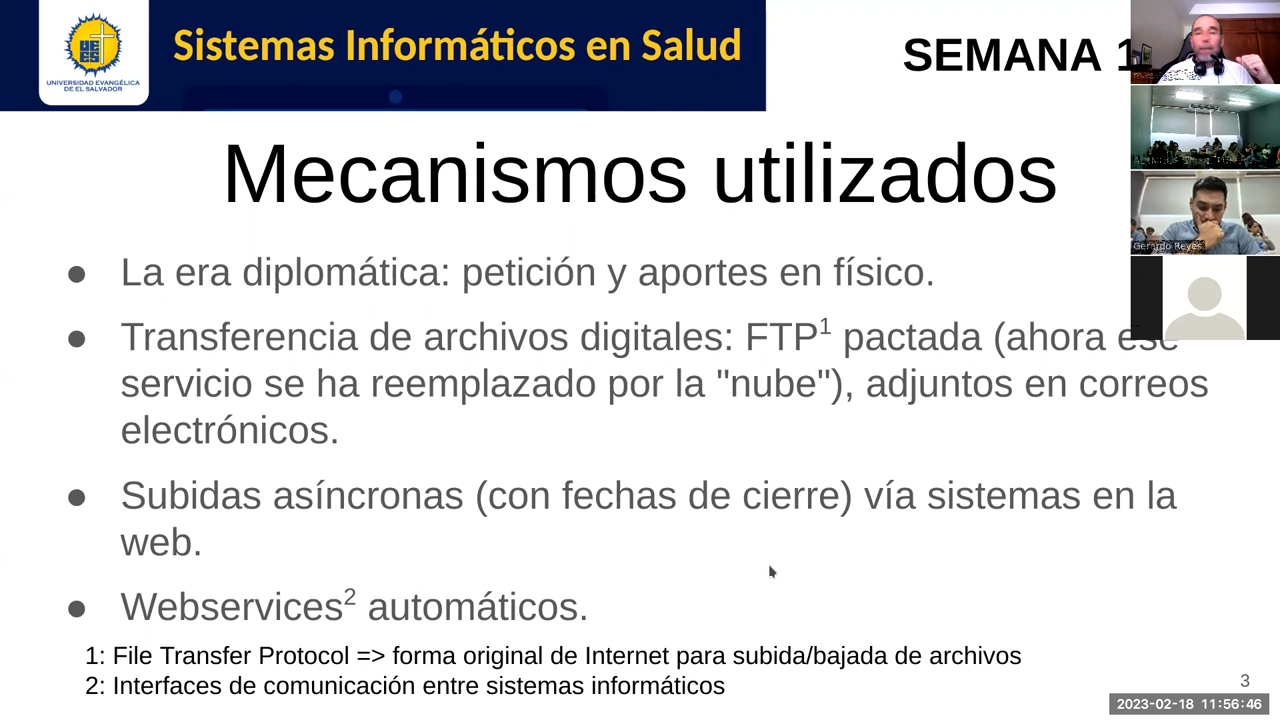 Sistemas Informáticos en Salud
UNIVERSIDAD EVANGÉLICA
DE EL SALVADOR
SEMANA 1
Mecanismos utilizados
● La era diplomática: petición y aportes en físico.
● Transferencia de archivos digitales: FTP1 pactada (ahora ese
servicio se ha reemplazado por la "nube"), adjuntos en correos
electrónicos.
● Subidas asíncronas (con fechas de cierre) vía sistemas en la
web.
● Webservices2 automáticos.
1: File Transfer Protocol => forma original de Internet para subida/bajada de archivos
2: Interfaces de comunicación entre sistemas informáticos
Gerardo Reyes
3
2023-02-18 11:56:46